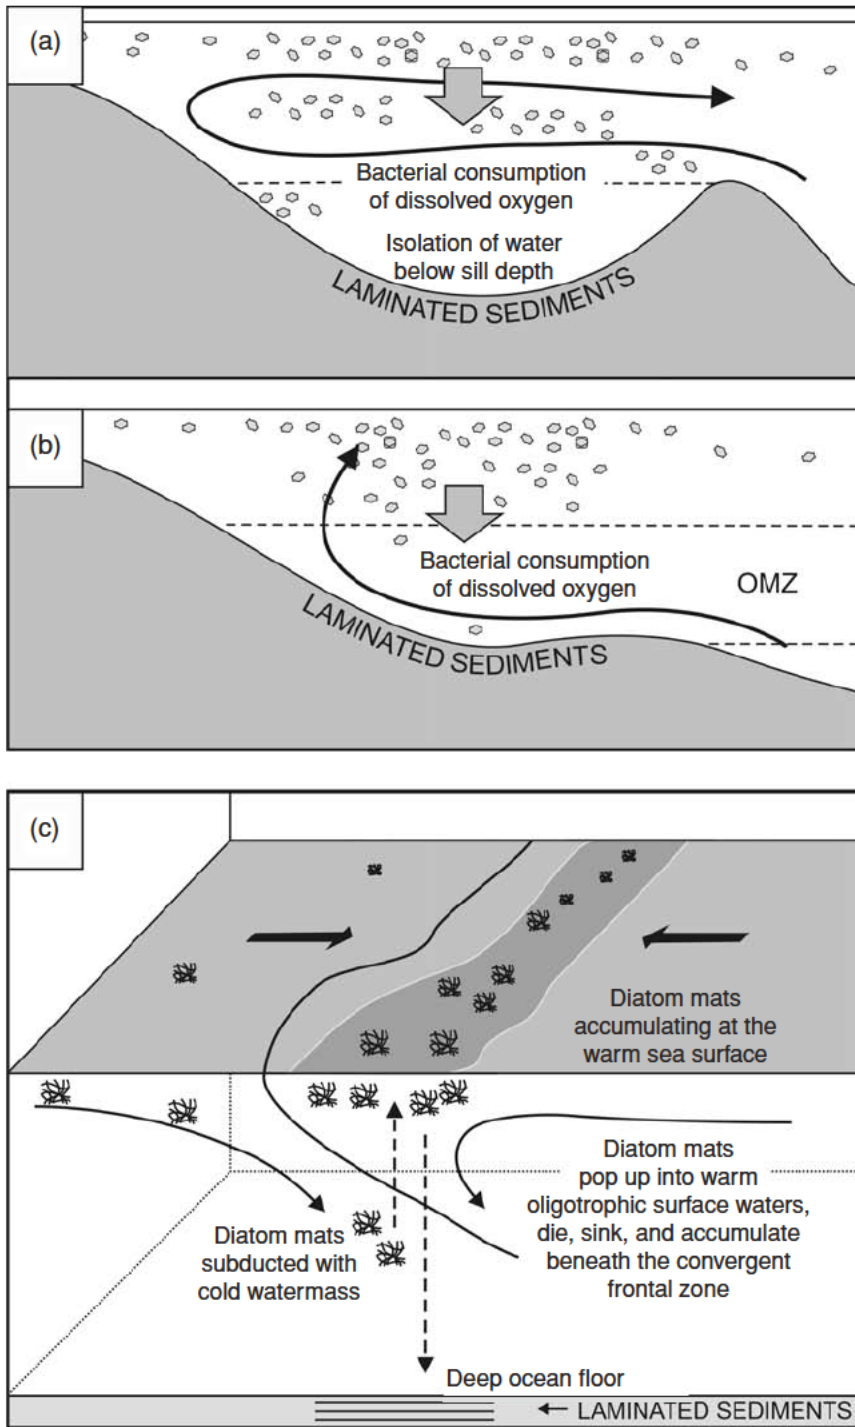 (a)
Bacterial consumption
of dissolved oxygen
Isolation of water
below sill depth
LAMINATED SEDIMENTS
(b)
Bacterial consumption
of dissolved oxygen
OMZ
LAMINATED SEDIMENTS
(c)
Diatom mats
accumulating at the
warm sea surface
Diatom mats
subducted with
cold watermass
Diatom mats
pop up into warm
oligotrophic surface waters,
die, sink, and accumulate
beneath the convergent
frontal zone
Deep ocean floor
LAMINATED SEDIMENTS